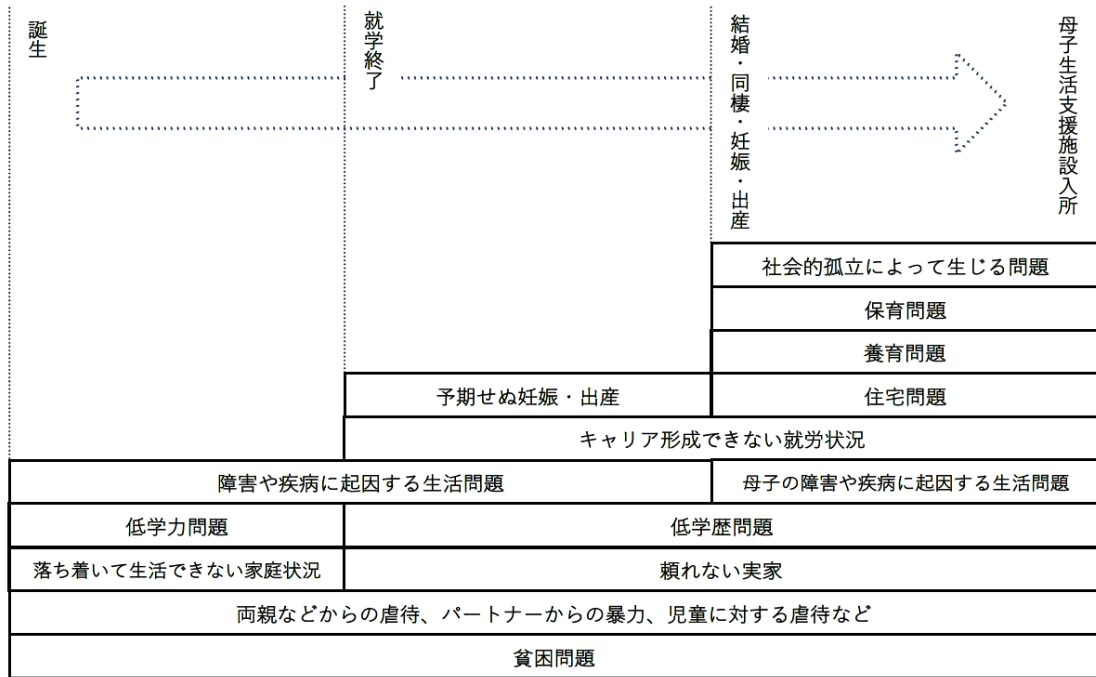 誕生
就学終了
結婚・同棲・妊娠・出産
母子生活支援施設入所
社会的孤立によって生じる問題
保育問題
養育問題
予期せぬ妊娠・出産
住宅問題
キャリア形成できない就労状況
障害や疾病に起因する生活問題
母子の障害や疾病に起因する生活問題
低学力問題
低学歴問題
落ち着いて生活できない家庭状況
頼れない実家
両親などからの虐待、パートナーからの暴力、児童に対する虐待など
貧困問題